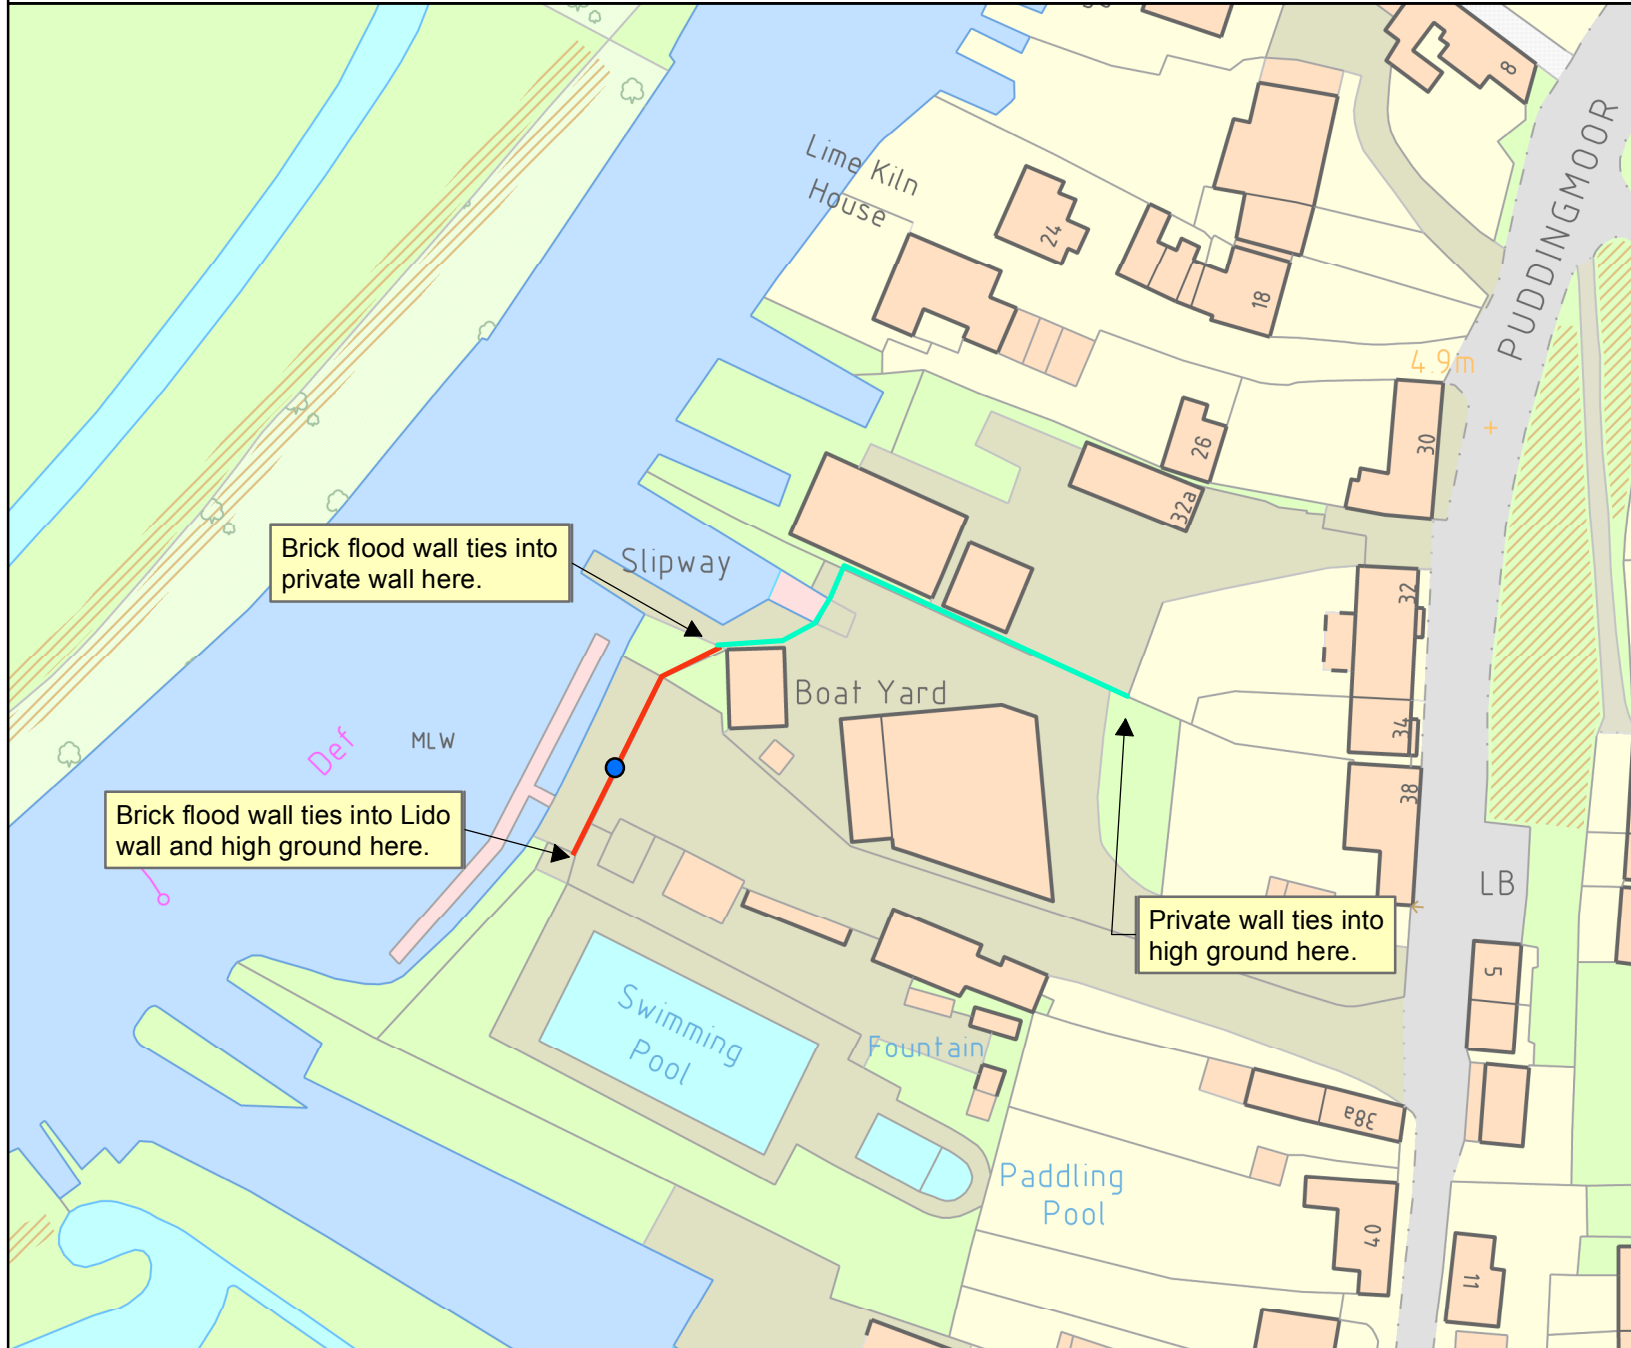 8
PUDDINGMOOR
Lime Kiln
House
24
18
4.9m
30
26
32a
Brick flood wall ties into
private wall here.
Slipway
32
Boat Yard
34
Def
MLW
38
Brick flood wall ties into Lido
wall and high ground here.
LB
Private wall ties into
high ground here.
5
Swimming
Pool
Fountain
38a
Paddling
Pool
40
11